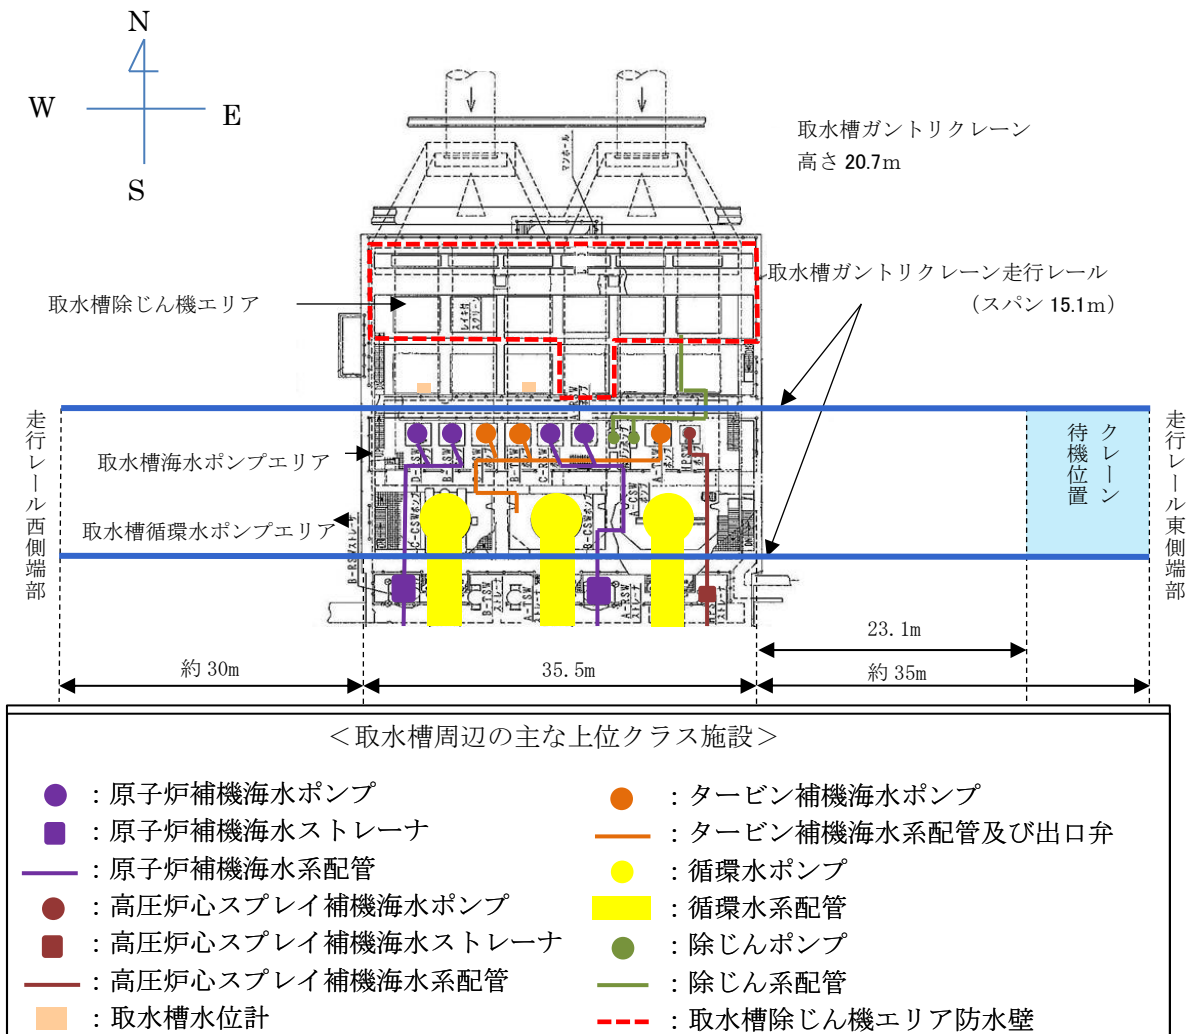 N
W
E
S
取水槽ガントリクレーン
高さ 20.7m
マンホール
取水槽ガントリクレーン走行レール
(スパン 15.1m)
取水槽除じん機エリア
走行レール西側端部
取水槽海水ポンプエリア
取水槽循環水ポンプエリア
クレーン
待機位置
走行レール東側端部
23.1m
約 30m
35.5m
約 35m
<取水槽周辺の主な上位クラス施設>
:原子炉補機海水ポンプ
:原子炉補機海水ストレーナ
:原子炉補機海水系配管
:高圧炉心スプレイ補機海水ポンプ
:高圧炉心スプレイ補機海水ストレーナ
:高圧炉心スプレイ補機海水系配管
:取水槽水位計
:タービン補機海水ポンプ
:タービン補機海水系配管及び出口弁
:循環水ポンプ
:循環水系配管
:除じんポンプ
:除じん系配管
:取水槽除じん機エリア防水壁